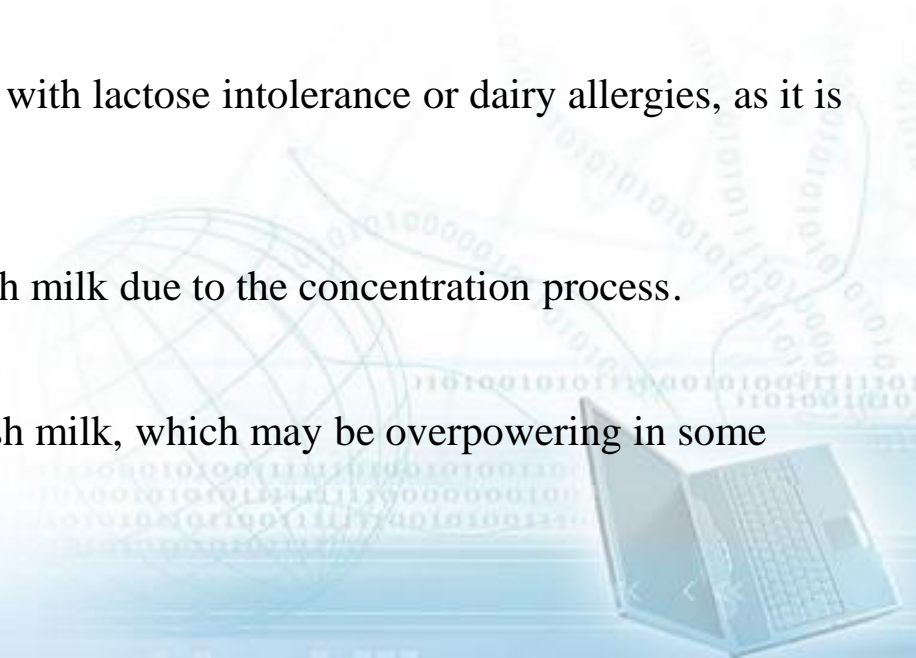 with lactose intolerance or dairy allergies, as it is
h milk due to the concentration process.
sh milk, which may be overpowering in some